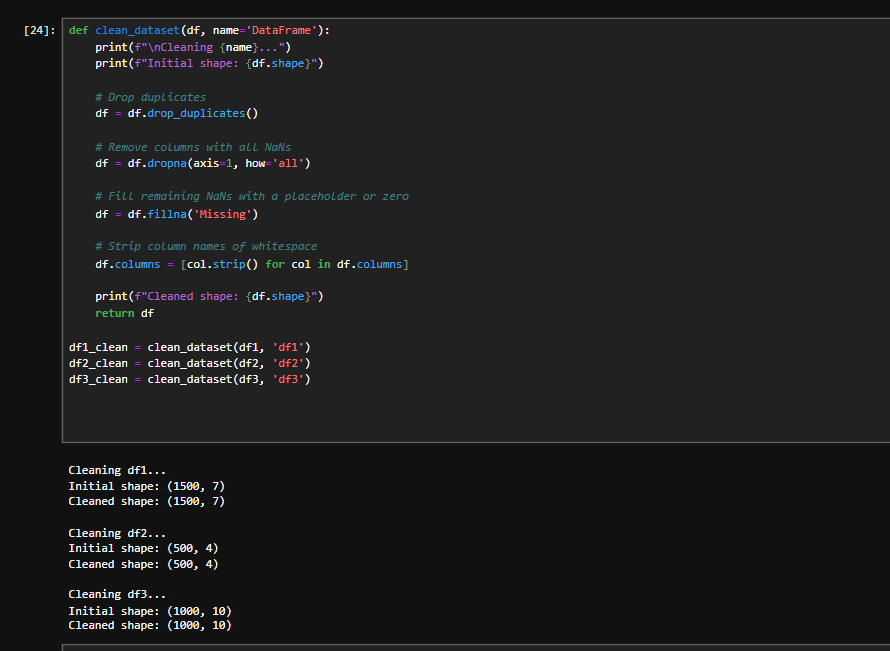 [24]:
def clean_dataset(df, name='DataFrame'):
    print(f"\nCleaning {name}...")
    print(f"Initial shape: {df.shape}")
    # Drop duplicates
    df = df.drop_duplicates()
    # Remove columns with all NaNs
    df = df.dropna(axis=1, how='all')
    # Fill remaining NaNs with a placeholder or zero
    df = df.fillna('Missing')
    # Strip column names of whitespace
    df.columns = [col.strip() for col in df.columns]
    print(f"Cleaned shape: {df.shape}")
    return df
df1_clean = clean_dataset(df1, 'df1')
df2_clean = clean_dataset(df2, 'df2')
df3_clean = clean_dataset(df3, 'df3')
Cleaning df1...
Initial shape: (1500, 7)
Cleaned shape: (1500, 7)
Cleaning df2...
Initial shape: (500, 4)
Cleaned shape: (500, 4)
Cleaning df3...
Initial shape: (1000, 10)
Cleaned shape: (1000, 10)